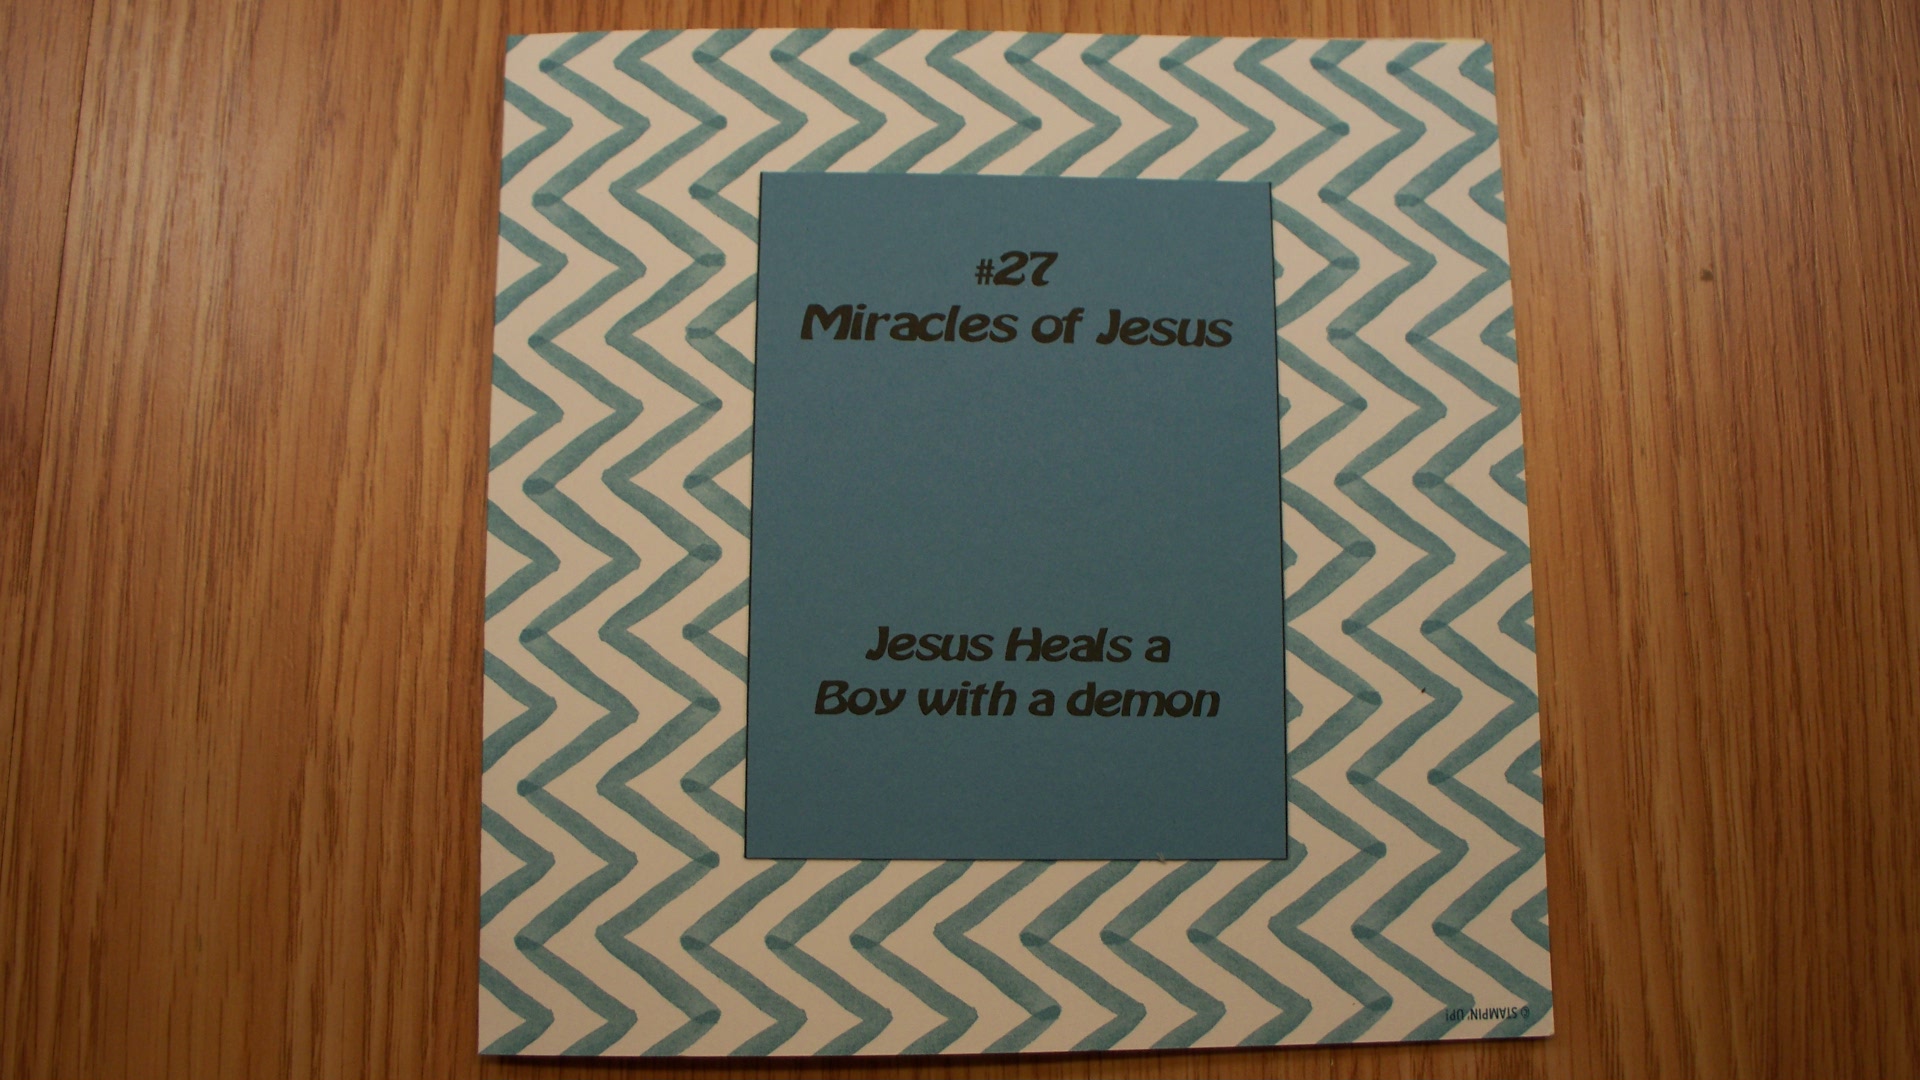 #27
Miracles of Jesus
Jesus Heals a
Boy with a demon
© STAMPIN' UP!